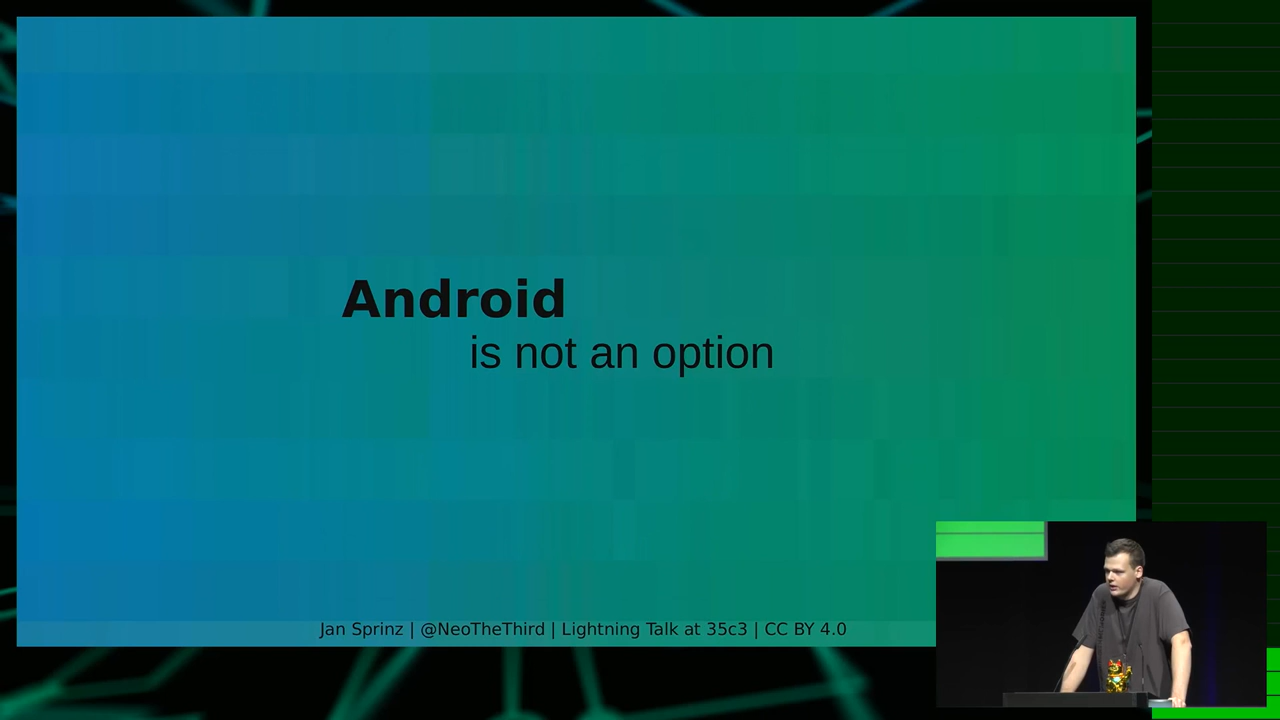 Android
is not an option
Jan Sprinz | @NeoTheThird | Lightning Talk at 35c3 | CC BY 4.0